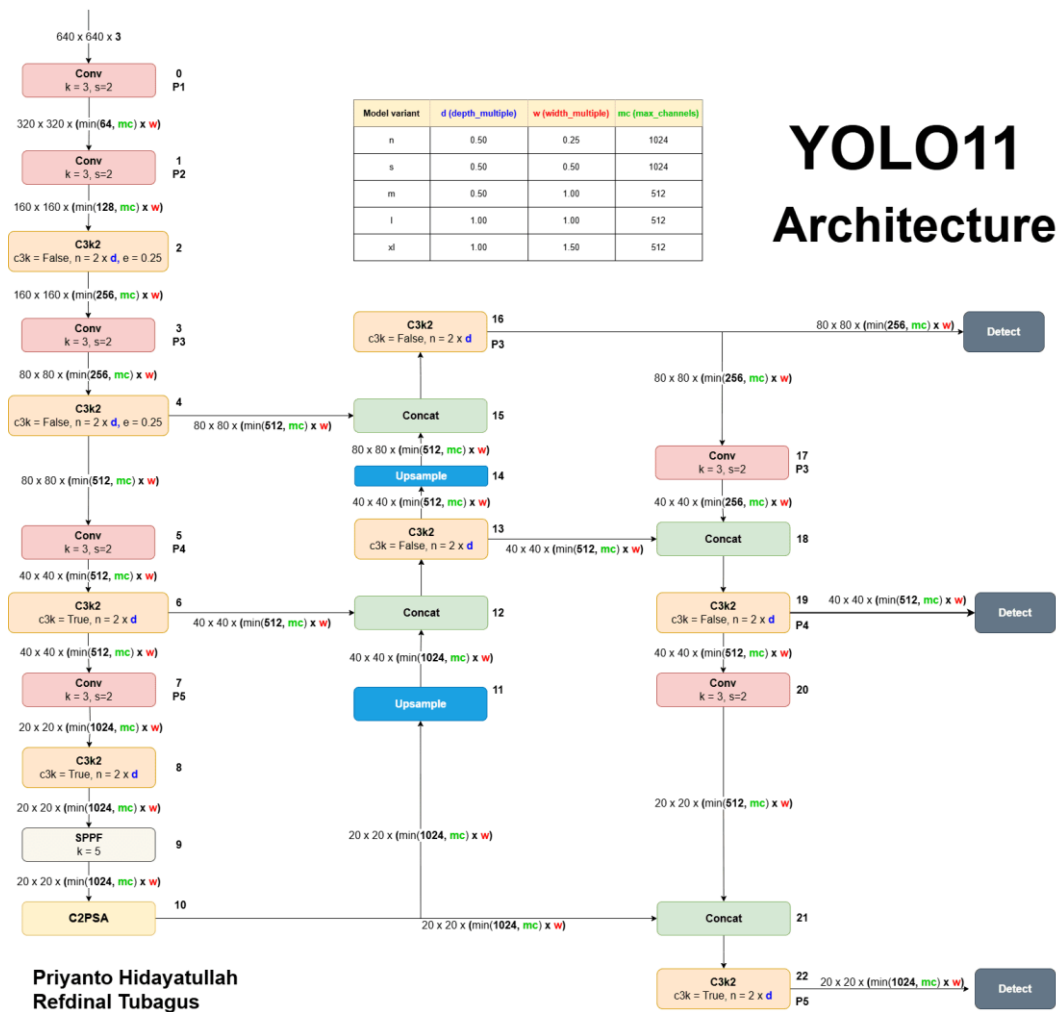 640 x 640 x 3
Conv
k = 3, s=2
0
P1
320 x 320 x (min(64, mc) x w)
Conv
k = 3, s=2
1
P2
160 x 160 x (min(128, mc) x w)
C3k2
c3k = False, n = 2 x d, e = 0.25
2
160 x 160 x (min(256, mc) x w)
Conv
k = 3, s=2
3
P3
80 x 80 x (min(256, mc) x w)
C3k2
c3k = False, n = 2 x d, e = 0.25
4
80 x 80 x (min(512, mc) x w)
80 x 80 x (min(512, mc) x w)
Conv
k = 3, s=2
5
P4
40 x 40 x (min(512, mc) x w)
C3k2
c3k = True, n = 2 x d
6
40 x 40 x (min(512, mc) x w)
40 x 40 x (min(512, mc) x w)
Conv
k = 3, s=2
7
P5
20 x 20 x (min(1024, mc) x w)
C3k2
c3k = True, n = 2 x d
8
20 x 20 x (min(1024, mc) x w)
SPPF
k = 5
9
20 x 20 x (min(1024, mc) x w)
C2PSA
10
20 x 20 x (min(1024, mc) x w)
Priyanto Hidayatullah
Refdinal Tubagus
Model variant d (depth_multiple) w (width_multiple) mc (max_channels)
n 0.50 0.25 1024
s 0.50 0.50 1024
m 0.50 1.00 512
l 1.00 1.00 512
xl 1.00 1.50 512
YOLO11
Architecture
C3k2
c3k = False, n = 2 x d
16
P3
80 x 80 x (min(256, mc) x w)
Detect
Concat
15
80 x 80 x (min(512, mc) x w)
Upsample
14
40 x 40 x (min(512, mc) x w)
C3k2
c3k = False, n = 2 x d
13
40 x 40 x (min(512, mc) x w)
Concat
12
40 x 40 x (min(1024, mc) x w)
Upsample
11
20 x 20 x (min(1024, mc) x w)
80 x 80 x (min(256, mc) x w)
Conv
k = 3, s=2
17
P3
40 x 40 x (min(256, mc) x w)
Concat
18
C3k2
c3k = False, n = 2 x d
19
P4
40 x 40 x (min(512, mc) x w)
Detect
40 x 40 x (min(512, mc) x w)
Conv
k = 3, s=2
20
20 x 20 x (min(512, mc) x w)
Concat
21
C3k2
c3k = True, n = 2 x d
22
P5
20 x 20 x (min(1024, mc) x w)
Detect